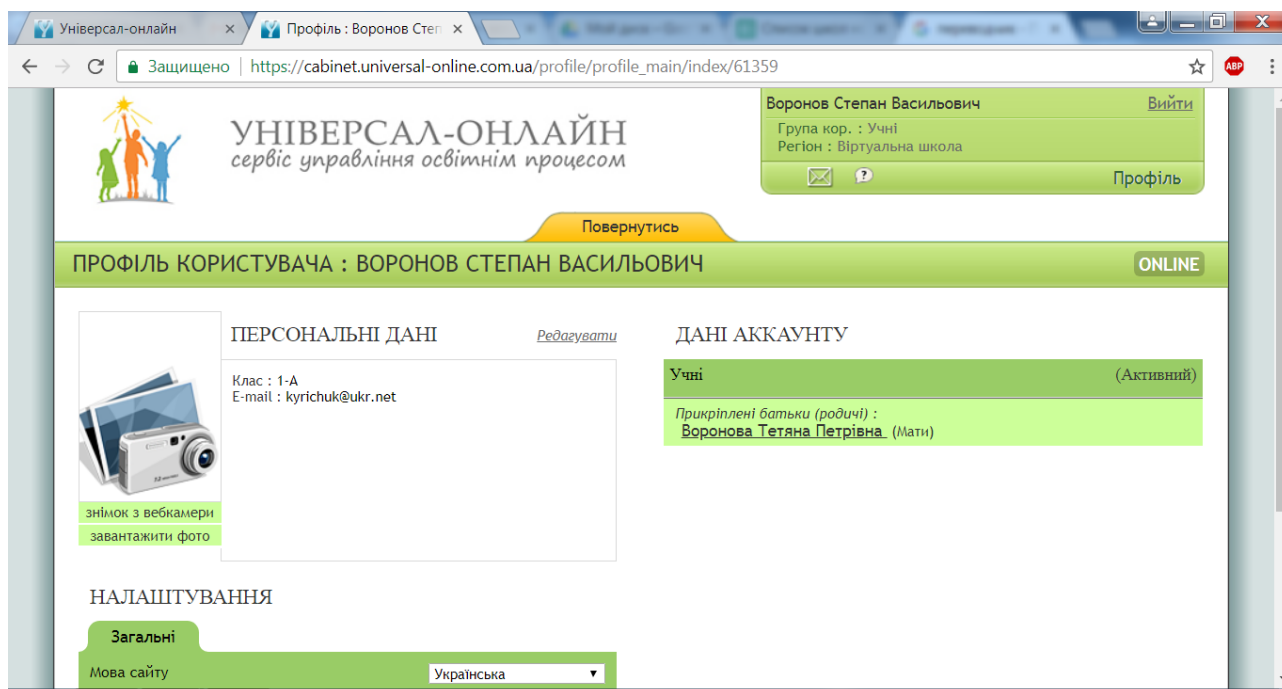 Універсал-онлайн
Профіль : Воронов Степ
Защищено | https://cabinet.universal-online.com.ua/profile/profile_main/index/61359
ABP
УНІВЕРСАЛ-ОНЛАЙН
сервіс управління освітнім процесом
Воронов Степан Васильович Вийти
Група кор. : Учні
Регіон : Віртуальна школа
Профіль
Повернутись
ПРОФІЛЬ КОРИСТУВАЧА : ВОРОНОВ СТЕПАН ВАСИЛЬОВИЧ ONLINE
ПЕРСОНАЛЬНІ ДАНІ Редагувати
Клас : 1-А
E-mail : kyrichuk@ukr.net
знімок з вебкамери
завантажити фото
ДАНІ АККАУНТУ
Учні (Активний)
Прикріплені батьки (родичі) :
Воронова Тетяна Петрівна (Мати)
НАЛАШТУВАННЯ
Загальні
Мова сайту Українська